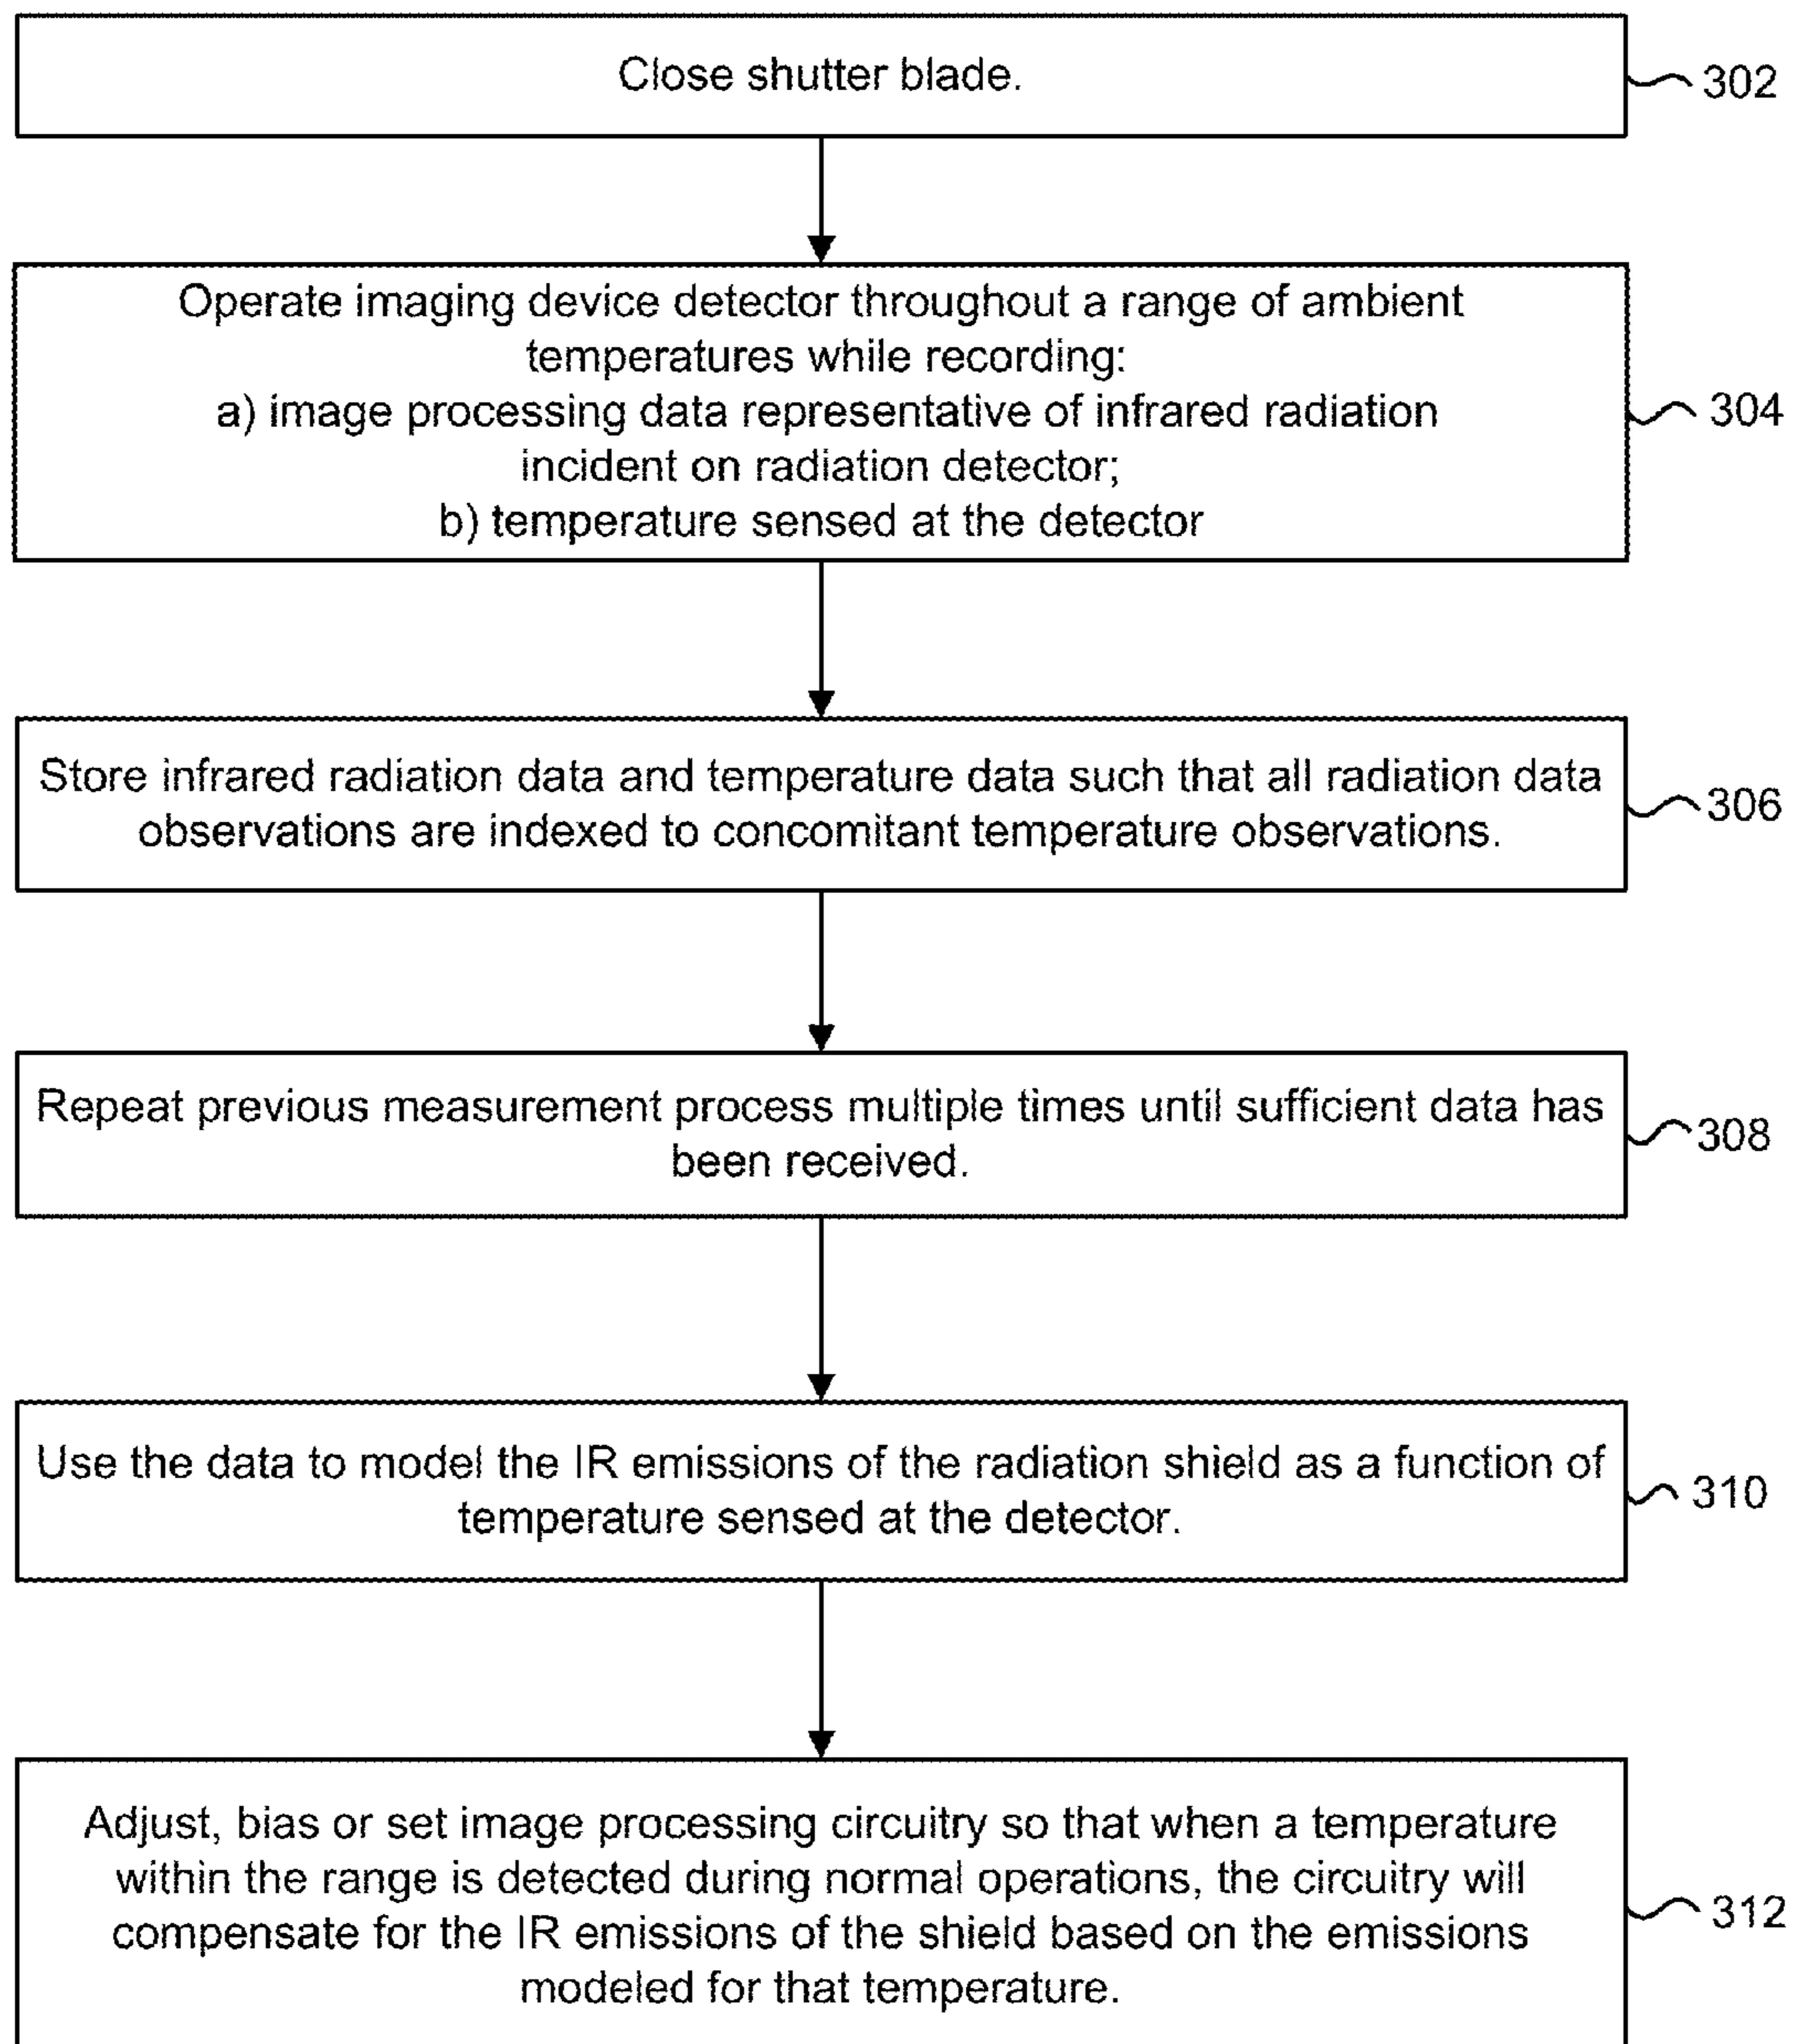 Close shutter blade.
302
Operate imaging device detector throughout a range of ambient
temperatures while recording:
a) image processing data representative of infrared radiation
incident on radiation detector;
b) temperature sensed at the detector
304
Store infrared radiation data and temperature data such that all radiation data
observations are indexed to concomitant temperature observations.
306
Repeat previous measurement process multiple times until sufficient data has
been received.
308
Use the data to model the IR emissions of the radiation shield as a function of
temperature sensed at the detector.
310
Adjust, bias or set image processing circuitry so that when a temperature
within the range is detected during normal operations, the circuitry will
compensate for the IR emissions of the shield based on the emissions
modeled for that temperature.
312